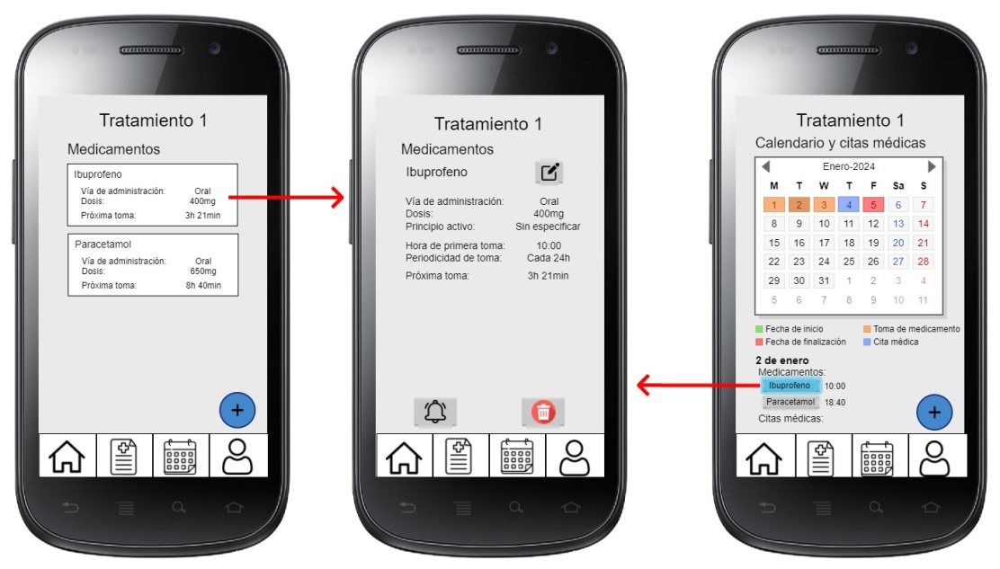 Tratamiento 1
Medicamentos
Ibuprofeno
Vía de administración: Oral
Dosis: 400mg
Próxima toma: 3h 21min
Paracetamol
Vía de administración: Oral
Dosis: 650mg
Próxima toma: 8h 40min
+
Tratamiento 1
Medicamentos
Ibuprofeno
Vía de administración: Oral
Dosis: 400mg
Principio activo: Sin especificar
Hora de primera toma: 10:00
Periodicidad de toma: Cada 24h
Próxima toma: 3h 21min
Tratamiento 1
Calendario y citas médicas
Enero-2024
M T W T F Sa S
1 2 3 4 5 6 7
8 9 10 11 12 13 14
15 16 17 18 19 20 21
22 23 24 25 26 27 28
29 30 31 1 2 3 4
5 6 7 8 9 10 11
Fecha de inicio Toma de medicamento
Fecha de finalización Cita médica
2 de enero
Medicamentos:
Ibuprofeno 10:00
Paracetamol 18:40
Citas médicas:
+